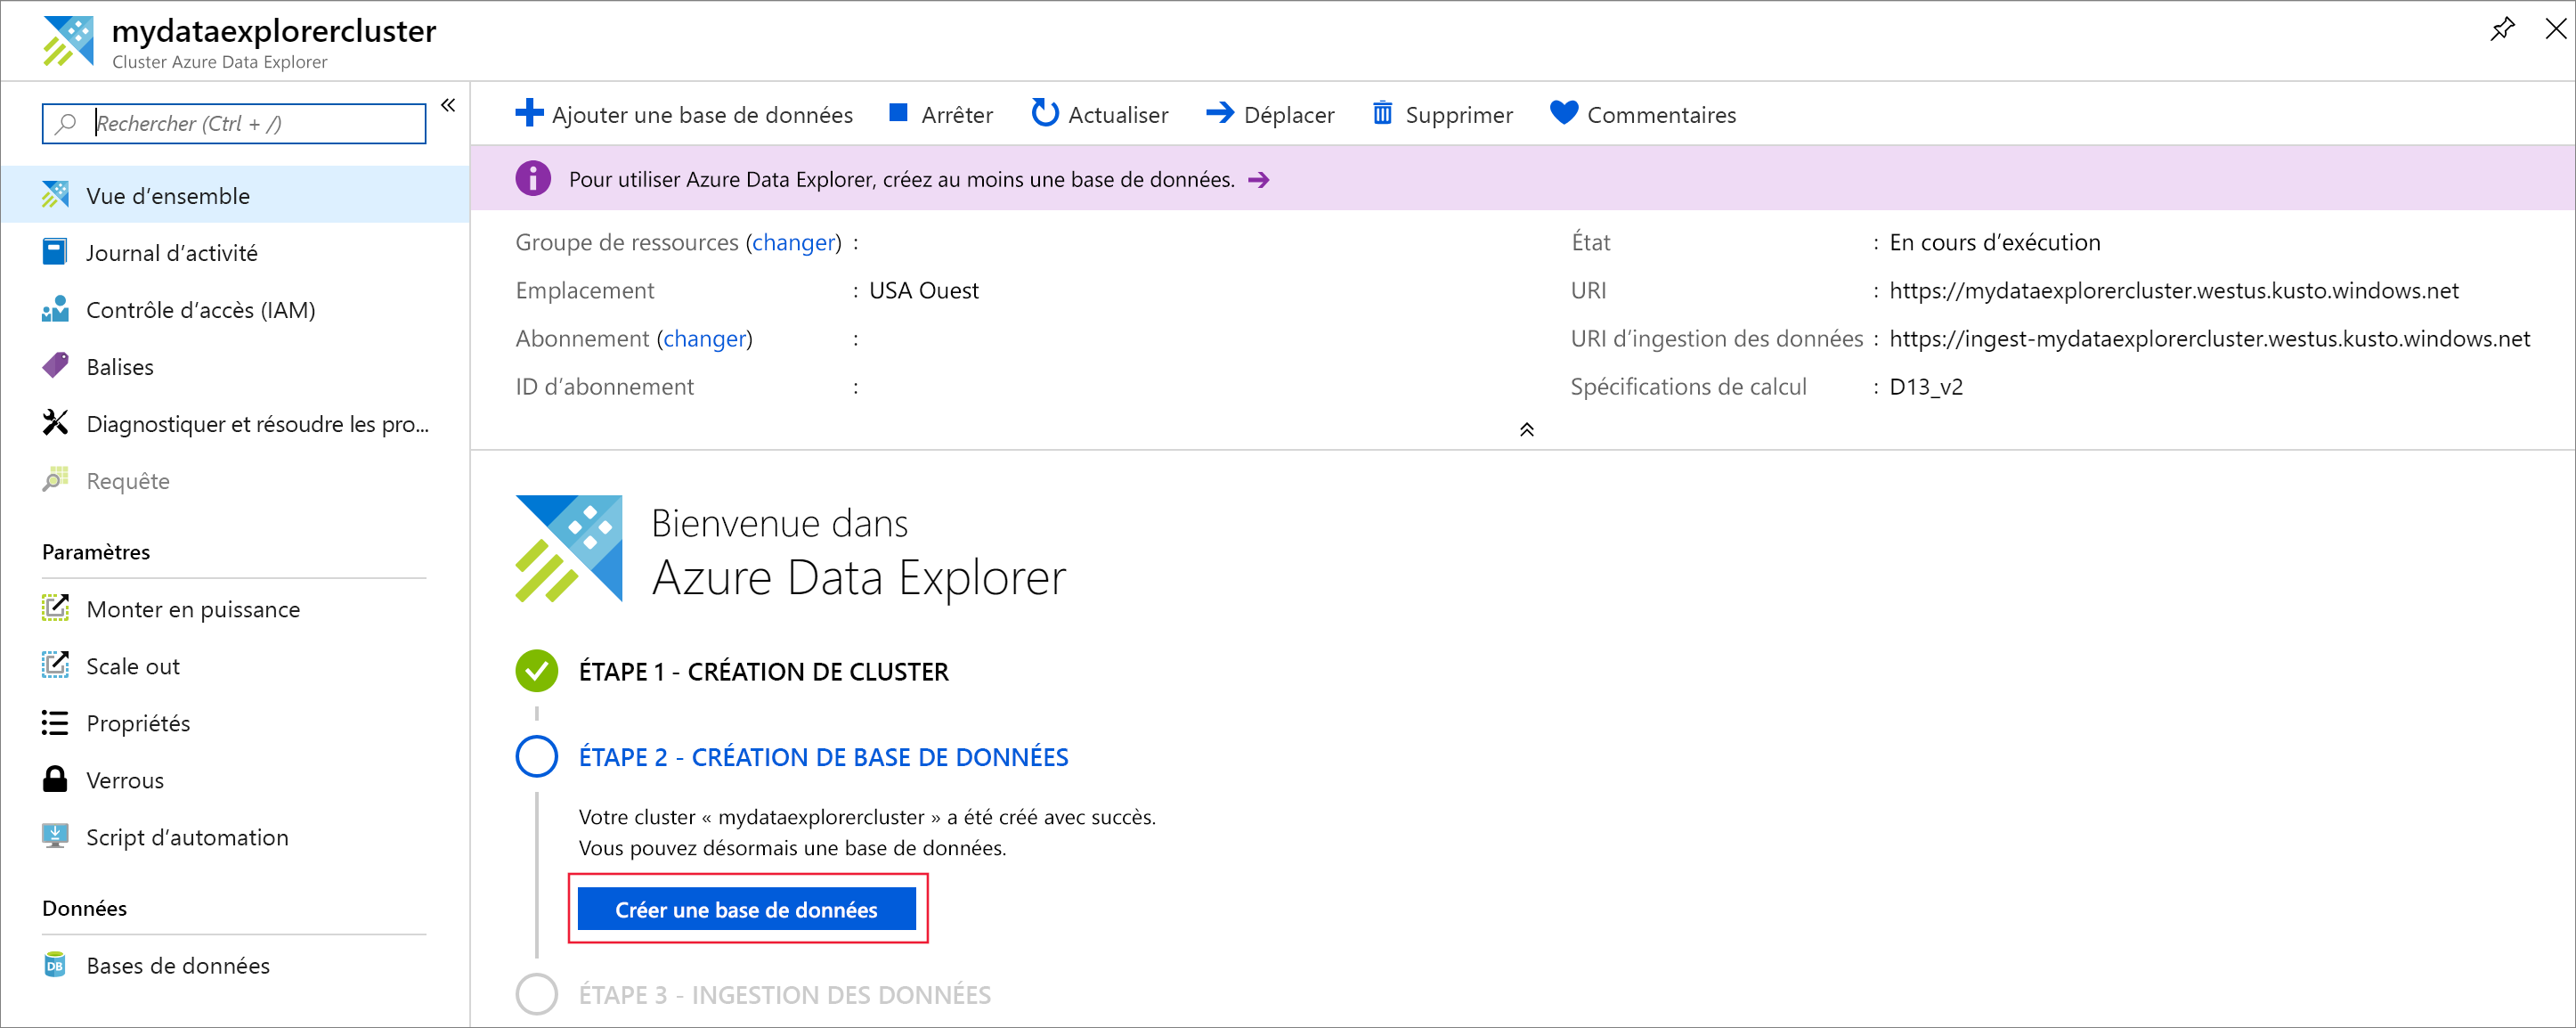 mydataexplorercluster
Cluster Azure Data Explorer
Rechercher (Ctrl + /)
Vue d’ensemble
Journal d’activité
Contrôle d’accès (IAM)
Balises
Diagnostiquer et résoudre les pro...
Requête
Paramètres
Monter en puissance
Scale out
Propriétés
Verrous
Script d’automation
Données
Bases de données
Ajouter une base de données Arrêter Actualiser Déplacer Supprimer Commentaires
Pour utiliser Azure Data Explorer, créez au moins une base de données.
Groupe de ressources (changer) :
Emplacement : USA Ouest
Abonnement (changer) :
ID d’abonnement :
État : En cours d’exécution
URI : https://mydataexplorercluster.westus.kusto.windows.net
URI d’ingestion des données : https://ingest-mydataexplorercluster.westus.kusto.windows.net
Spécifications de calcul : D13_v2
Bienvenue dans
Azure Data Explorer
ÉTAPE 1 - CRÉATION DE CLUSTER
ÉTAPE 2 - CRÉATION DE BASE DE DONNÉES
Votre cluster « mydataexplorercluster » a été créé avec succès.
Vous pouvez désormais une base de données.
Créer une base de données
ÉTAPE 3 - INGESTION DES DONNÉES